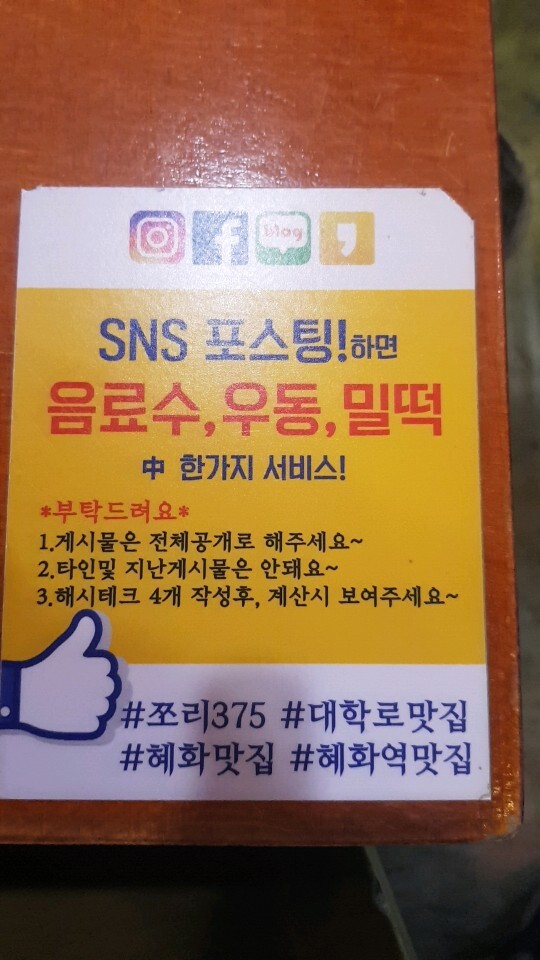 Blog
SNS 포스팅!하면
음료수,우동,밀떡
中 한가지 서비스!
*부탁드려요*
1.게시물은 전체공개로 해주세요~
2.타인및 지난게시물은 안돼요~
3.해시테크 4개 작성후, 계산시 보여주세요~
#쪼리375 #대학로맛집
#혜화맛집 #혜화역맛집